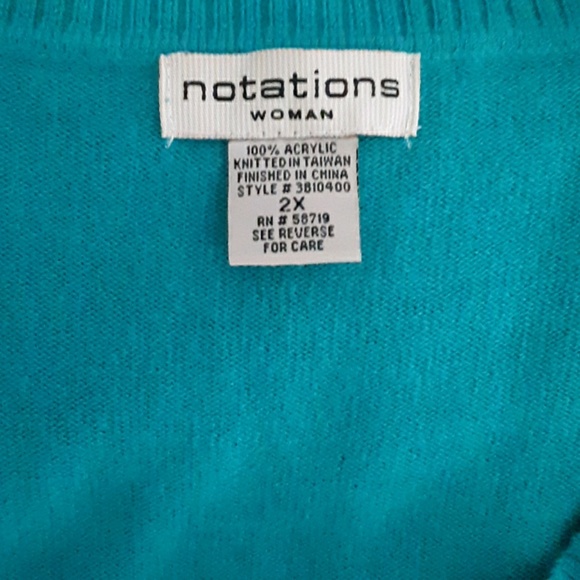 notations
WOMAN
100% ACRYLIC
KNITTED IN TAIWAN
FINISHED IN CHINA
STYLE # 3810400
2X
RN # 58719
SEE REVERSE
FOR CARE